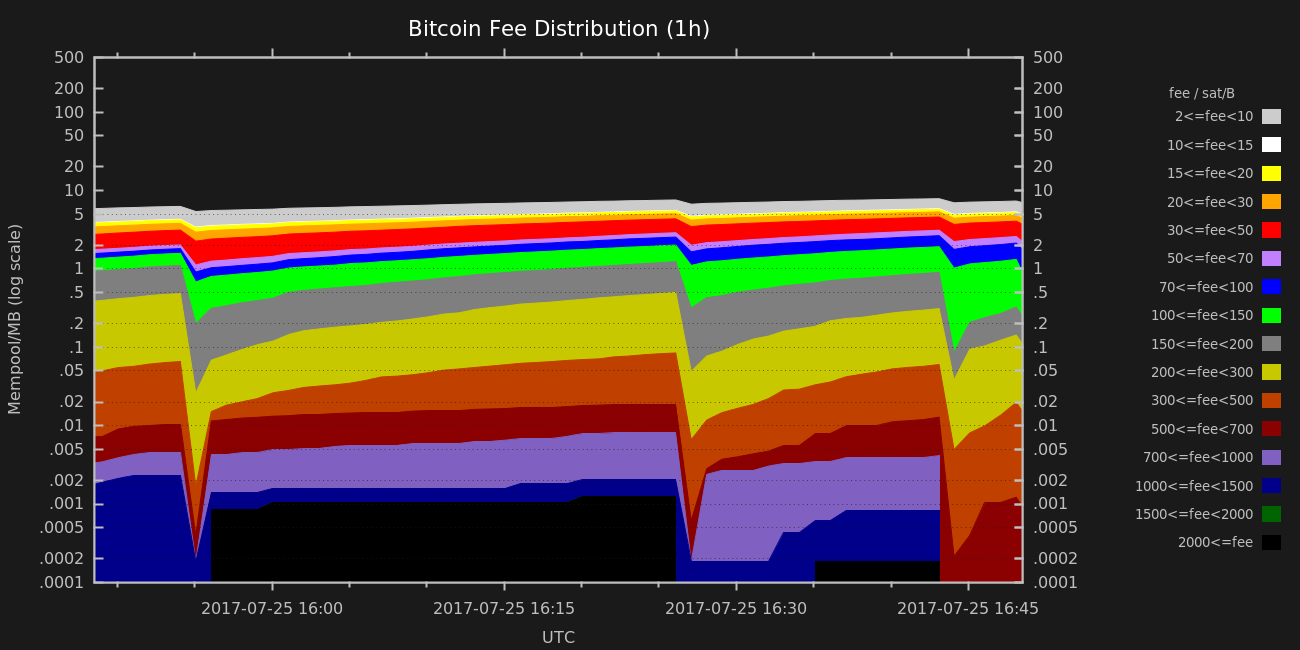 Bitcoin Fee Distribution (1h)
Mempool/MB (log scale)
500
200
100
50
20
10
5
2
1
.5
.2
.1
.05
.02
.01
.005
.002
.001
.0005
.0002
.0001
500
200
100
50
20
10
5
2
1
.5
.2
.1
.05
.02
.01
.005
.002
.001
.0005
.0002
.0001
2017-07-25 16:00
2017-07-25 16:15
2017-07-25 16:30
2017-07-25 16:45
UTC
fee / sat/B
2<=fee<10
10<=fee<15
15<=fee<20
20<=fee<30
30<=fee<50
50<=fee<70
70<=fee<100
100<=fee<150
150<=fee<200
200<=fee<300
300<=fee<500
500<=fee<700
700<=fee<1000
1000<=fee<1500
1500<=fee<2000
2000<=fee